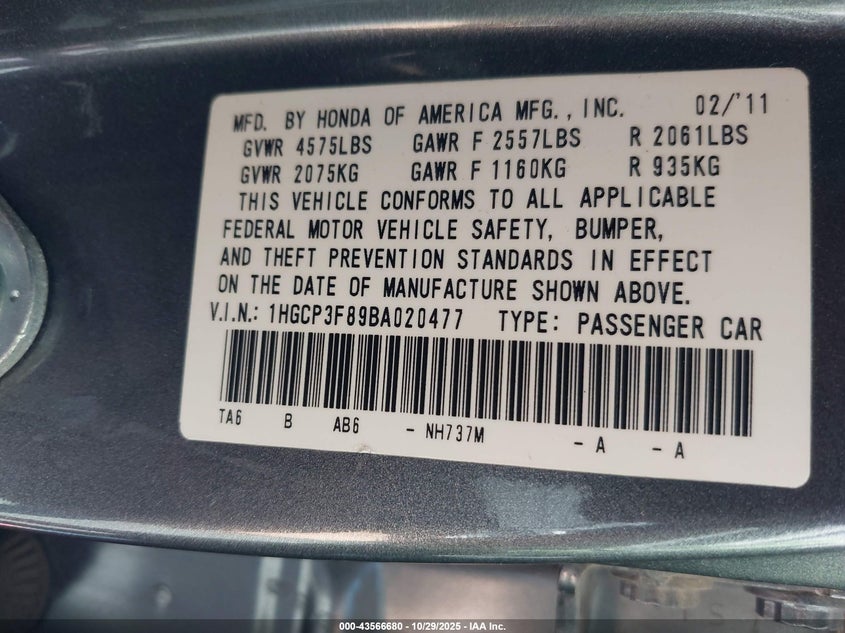 MFD. BY HONDA OF AMERICA MFG., INC. 02/'11
GVWR 4575LBS GAWR F 2557LBS R 2061LBS
GVWR 2075KG GAWR F 1160KG R 935KG
THIS VEHICLE CONFORMS TO ALL APPLICABLE
FEDERAL MOTOR VEHICLE SAFETY, BUMPER,
AND THEFT PREVENTION STANDARDS IN EFFECT
ON THE DATE OF MANUFACTURE SHOWN ABOVE.
V.I.N.: 1HGCP3F89BA020477 TYPE: PASSENGER CAR
TA6 B AB6 - NH737M - A - A
000-43566680 - 10/29/2025 - IAA Inc.